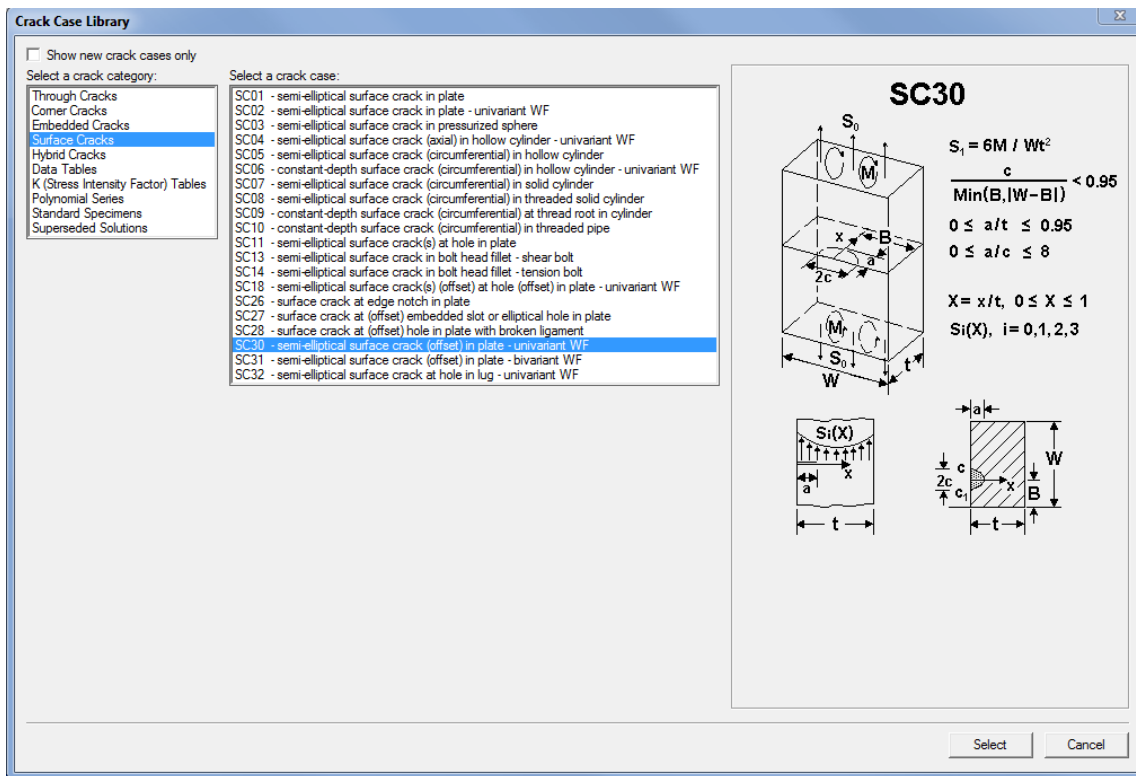 Crack Case Library
Show new crack cases only
Select a crack category:
Through Cracks
Corner Cracks
Embedded Cracks
Surface Cracks
Hybrid Cracks
Data Tables
K (Stress Intensity Factor) Tables
Polynomial Series
Standard Specimens
Superseded Solutions
Select a crack case:
SC01 - semi-elliptical surface crack in plate
SC02 - semi-elliptical surface crack in plate - univariant WF
SC03 - semi-elliptical surface crack in pressurized sphere
SC04 - semi-elliptical surface crack (axial) in hollow cylinder - univariant WF
SC05 - semi-elliptical surface crack (circumferential) in hollow cylinder
SC06 - constant-depth surface crack (circumferential) in hollow cylinder - univariant WF
SC07 - semi-elliptical surface crack (circumferential) in solid cylinder
SC08 - semi-elliptical surface crack (circumferential) in threaded solid cylinder
SC09 - constant-depth surface crack (circumferential) at thread root in cylinder
SC10 - constant-depth surface crack (circumferential) in threaded pipe
SC11 - semi-elliptical surface crack(s) at hole in plate
SC13 - semi-elliptical surface crack in bolt head fillet - shear bolt
SC14 - semi-elliptical surface crack in bolt head fillet - tension bolt
SC18 - semi-elliptical surface crack(s) (offset) at hole (offset) in plate - univariant WF
SC26 - surface crack at edge notch in plate
SC27 - surface crack at (offset) embedded slot or elliptical hole in plate
SC28 - surface crack at (offset) hole in plate with broken ligament
SC30 - semi-elliptical surface crack (offset) in plate - univariant WF
SC31 - semi-elliptical surface crack (offset) in plate - bivariant WF
SC32 - semi-elliptical surface crack at hole in lug - univariant WF
SC30
S₀
M
x
B
a
2c
M
S₀
W
t
S₁ = 6M / Wt²
c
Min(B,|W-B|)
< 0.95
0 ≤ a/t ≤ 0.95
0 ≤ a/c ≤ 8
X= x/t, 0 ≤ X ≤ 1
Si(X), i= 0,1,2,3
Si(X)
x
a
t
a
c
2c
c₁
x
B
W
t
Select
Cancel